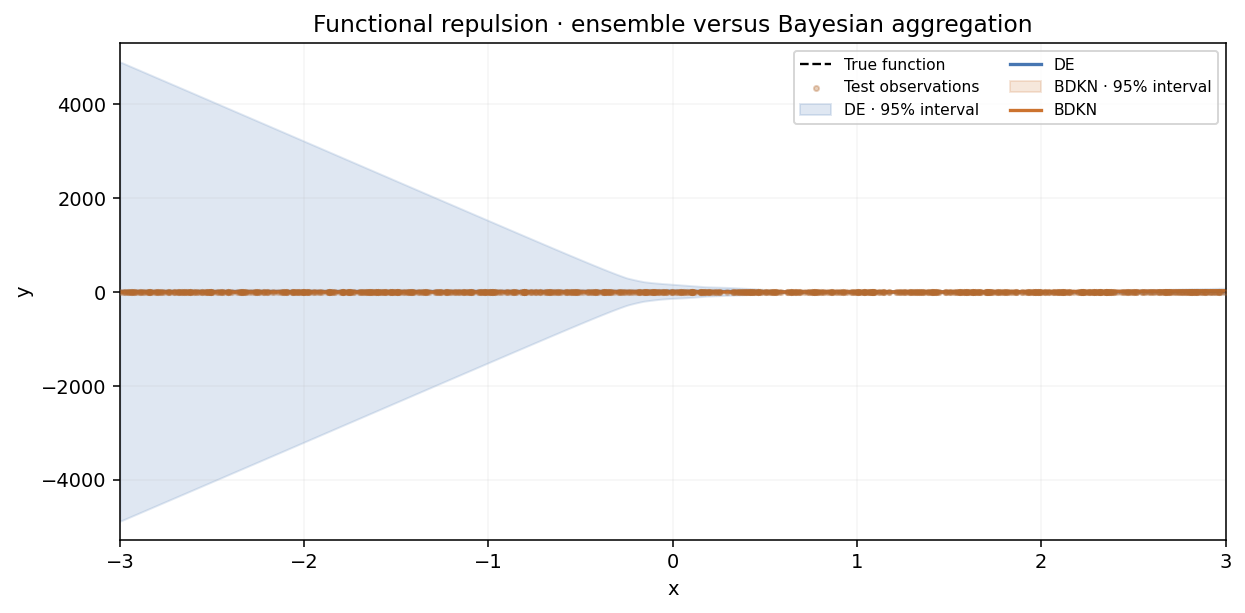 Functional repulsion · ensemble versus Bayesian aggregation
True function
Test observations
DE · 95% interval
DE
BDKN · 95% interval
BDKN
4000
2000
0
−2000
−4000
y
−3 −2 −1 0 1 2 3
x